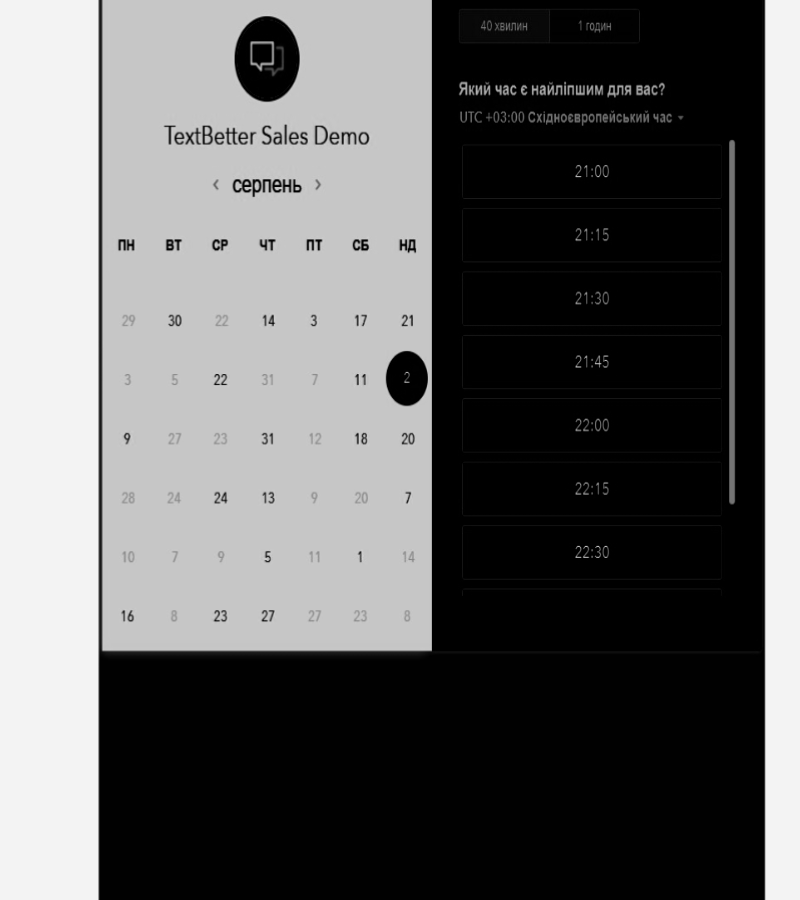 TextBetter Sales Demo
‹ серпень ›
ПН ВТ СР ЧТ ПТ СБ НД
29 30 22 14 3 17 21
3 5 22 31 7 11 2
9 27 23 31 12 18 20
28 24 24 13 9 20 7
10 7 9 5 11 1 14
16 8 23 27 27 23 8
40 хвилин 1 годин
Який час є найліпшим для вас?
UTC +03:00 Східноєвропейський час
21:00
21:15
21:30
21:45
22:00
22:15
22:30